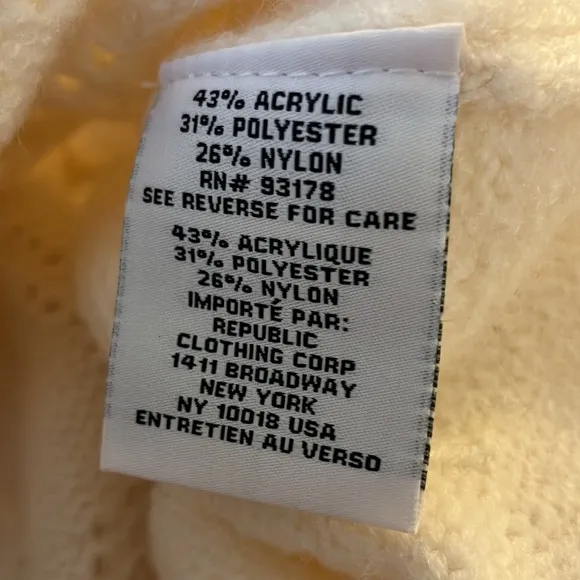 43% ACRYLIC
31% POLYESTER
26% NYLON
RN# 93178
SEE REVERSE FOR CARE
43% ACRYLIQUE
31% POLYESTER
26% NYLON
IMPORTÉ PAR:
REPUBLIC
CLOTHING CORP
1411 BROADWAY
NEW YORK
NY 10018 USA
ENTRETIEN AU VERSO